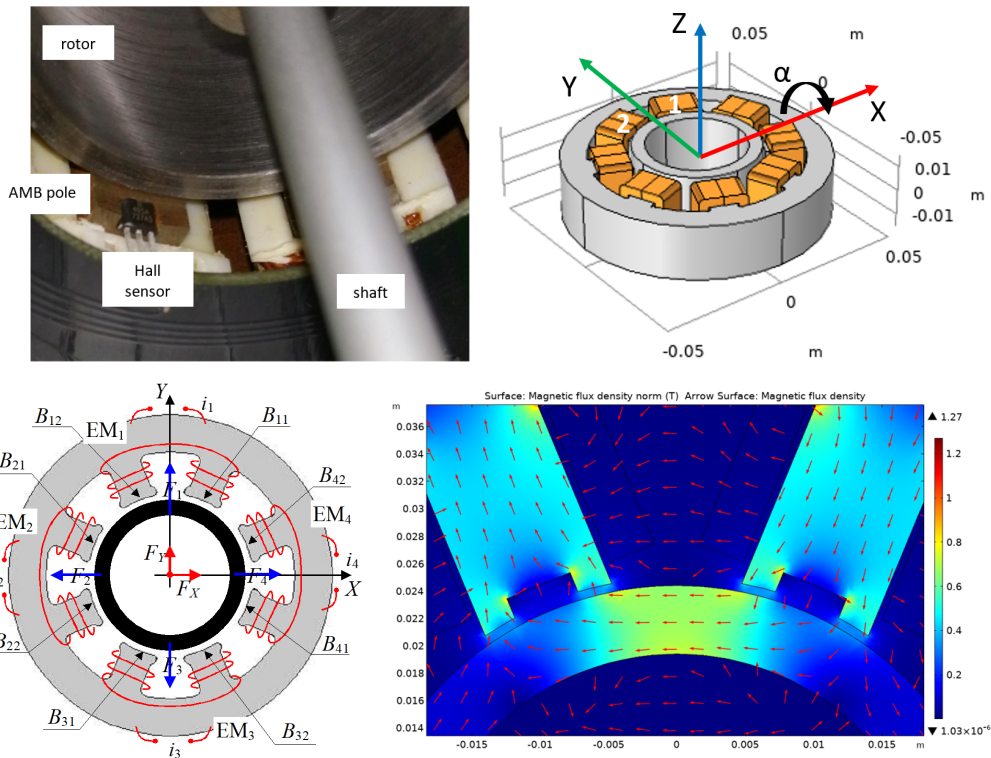 rotor
AMB pole
Hall
sensor
shaft
Z
Y
X
α
1
2
0.05
m
0
-0.05
0.01
0
-0.01
m
0.05
0
-0.05
m
Y
i1
B12
EM1
B11
B21
B42
EM2
EM4
F1
FY
i4
2
F2
FX
F4
X
B22
B41
F3
B31
EM3
B32
i3
Surface: Magnetic flux density norm (T) Arrow Surface: Magnetic flux density
m
0.036
0.034
0.032
0.03
0.028
0.026
0.024
0.022
0.02
0.018
0.016
0.014
-0.015
-0.01
-0.005
0
0.005
0.01
0.015
m
▲ 1.27
1.2
1
0.8
0.6
0.4
0.2
▼ 1.03×10⁻⁶